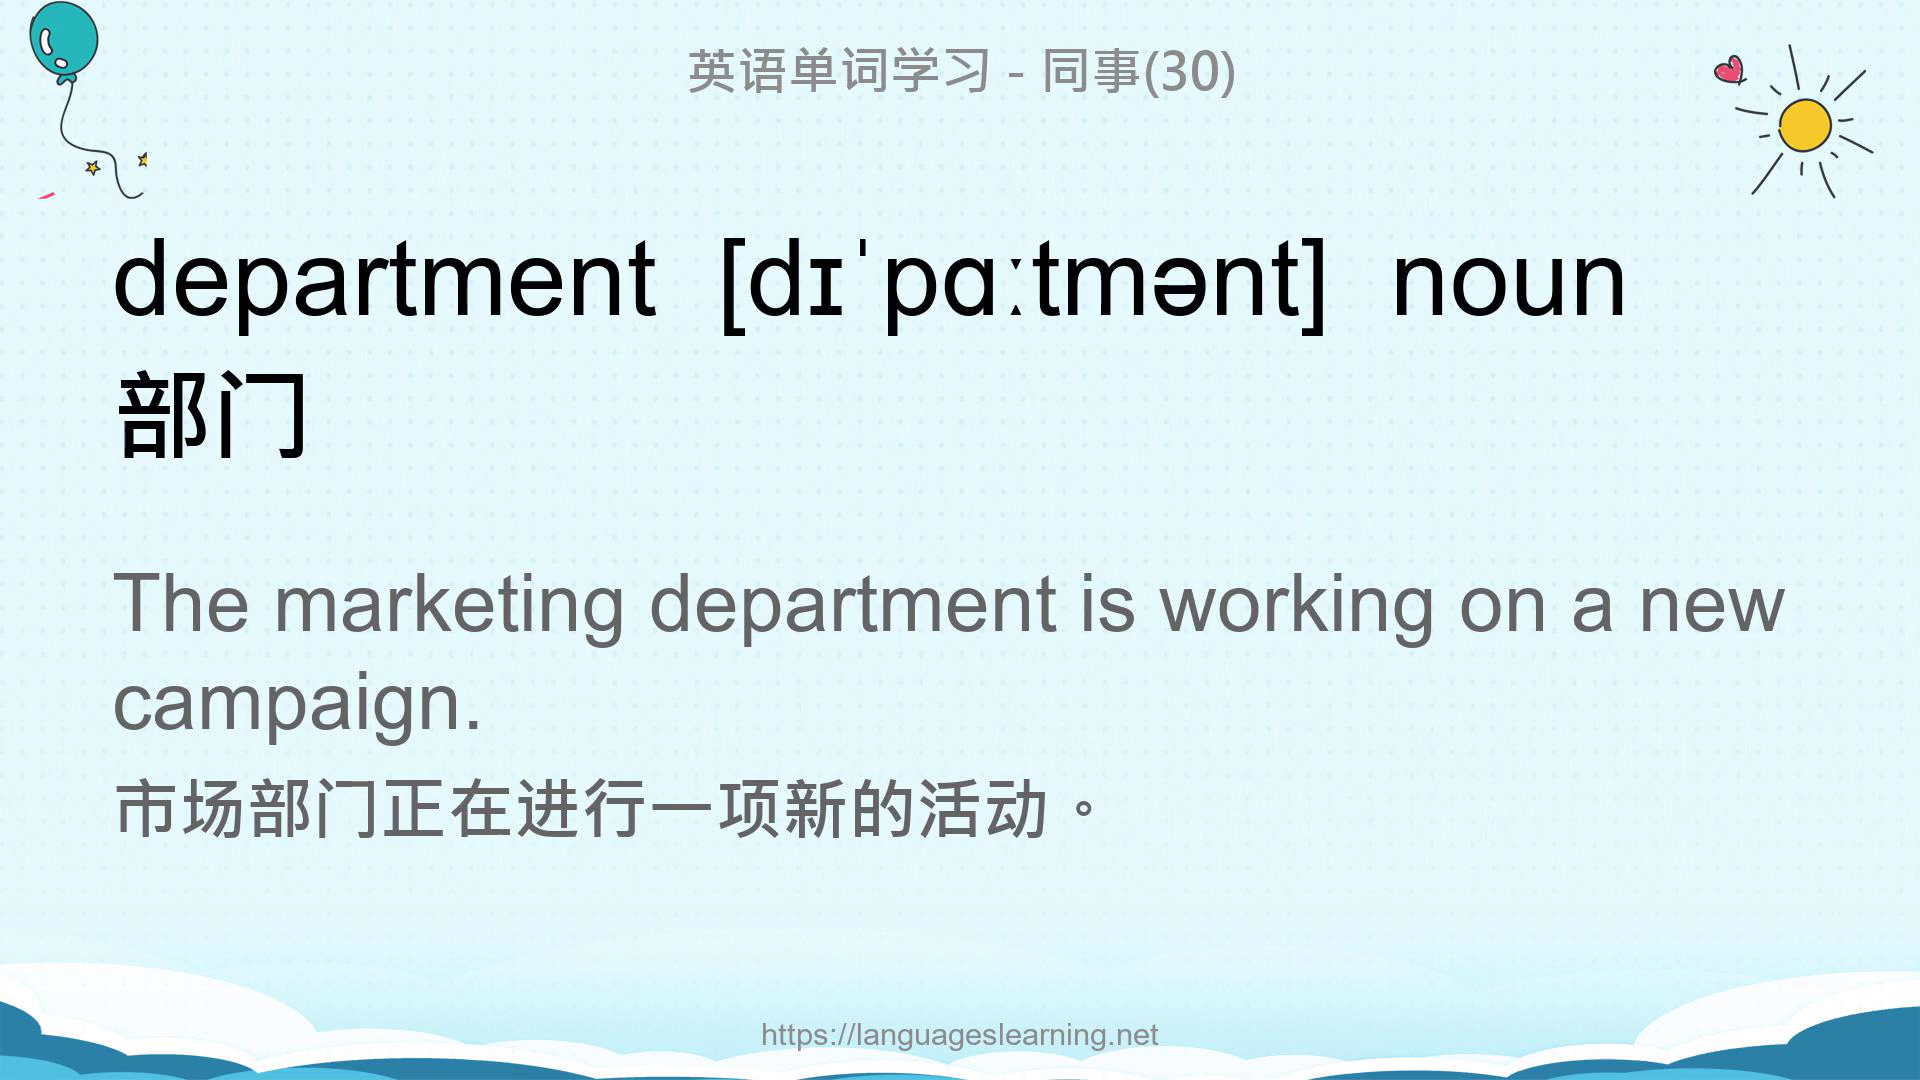 英语单词学习 - 同事(30)
department [dɪˈpɑːtmənt] noun
部门
The marketing department is working on a new
campaign.
市场部门正在进行一项新的活动。
https://languageslearning.net